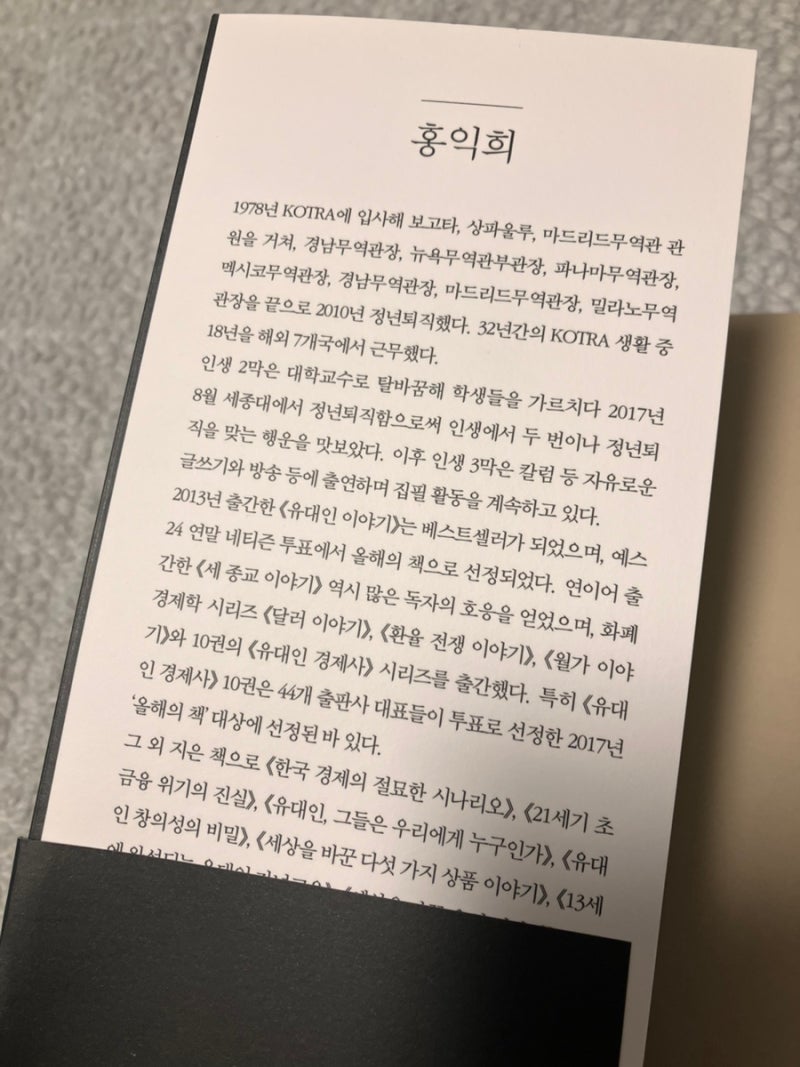 홍익희
1978년 KOTRA에 입사해 보고타, 상파울루, 마드리드무역관 관
원을 거쳐, 경남무역관장, 뉴욕무역관부관장, 파나마무역관장,
멕시코무역관장, 경남무역관장, 마드리드무역관장, 밀라노무역
관장을 끝으로 2010년 정년퇴직했다. 32년간의 KOTRA 생활 중
18년을 해외 7개국에서 근무했다.
인생 2막은 대학교수로 탈바꿈해 학생들을 가르치다 2017년
8월 세종대에서 정년퇴직함으로써 인생에서 두 번이나 정년퇴
직을 맞는 행운을 맛보았다. 이후 인생 3막은 칼럼 등 자유로운
글쓰기와 방송 등에 출연하며 집필 활동을 계속하고 있다.
2013년 출간한 《유대인 이야기》는 베스트셀러가 되었으며, 예스
24 연말 네티즌 투표에서 올해의 책으로 선정되었다. 연이어 출
간한 《세 종교 이야기》 역시 많은 독자의 호응을 얻었으며, 화폐
경제학 시리즈 《달러 이야기》, 《환율 전쟁 이야기》, 《월가 이야
기》와 10권의 《유대인 경제사》 시리즈를 출간했다. 특히 《유대
인 경제사》 10권은 44개 출판사 대표들이 투표로 선정한 2017년
‘올해의 책’ 대상에 선정된 바 있다.
그 외 지은 책으로 《한국 경제의 절묘한 시나리오》, 《21세기 초
금융 위기의 진실》, 《유대인, 그들은 우리에게 누구인가》, 《유대
인 창의성의 비밀》, 《세상을 바꾼 다섯 가지 상품 이야기》, 《13세